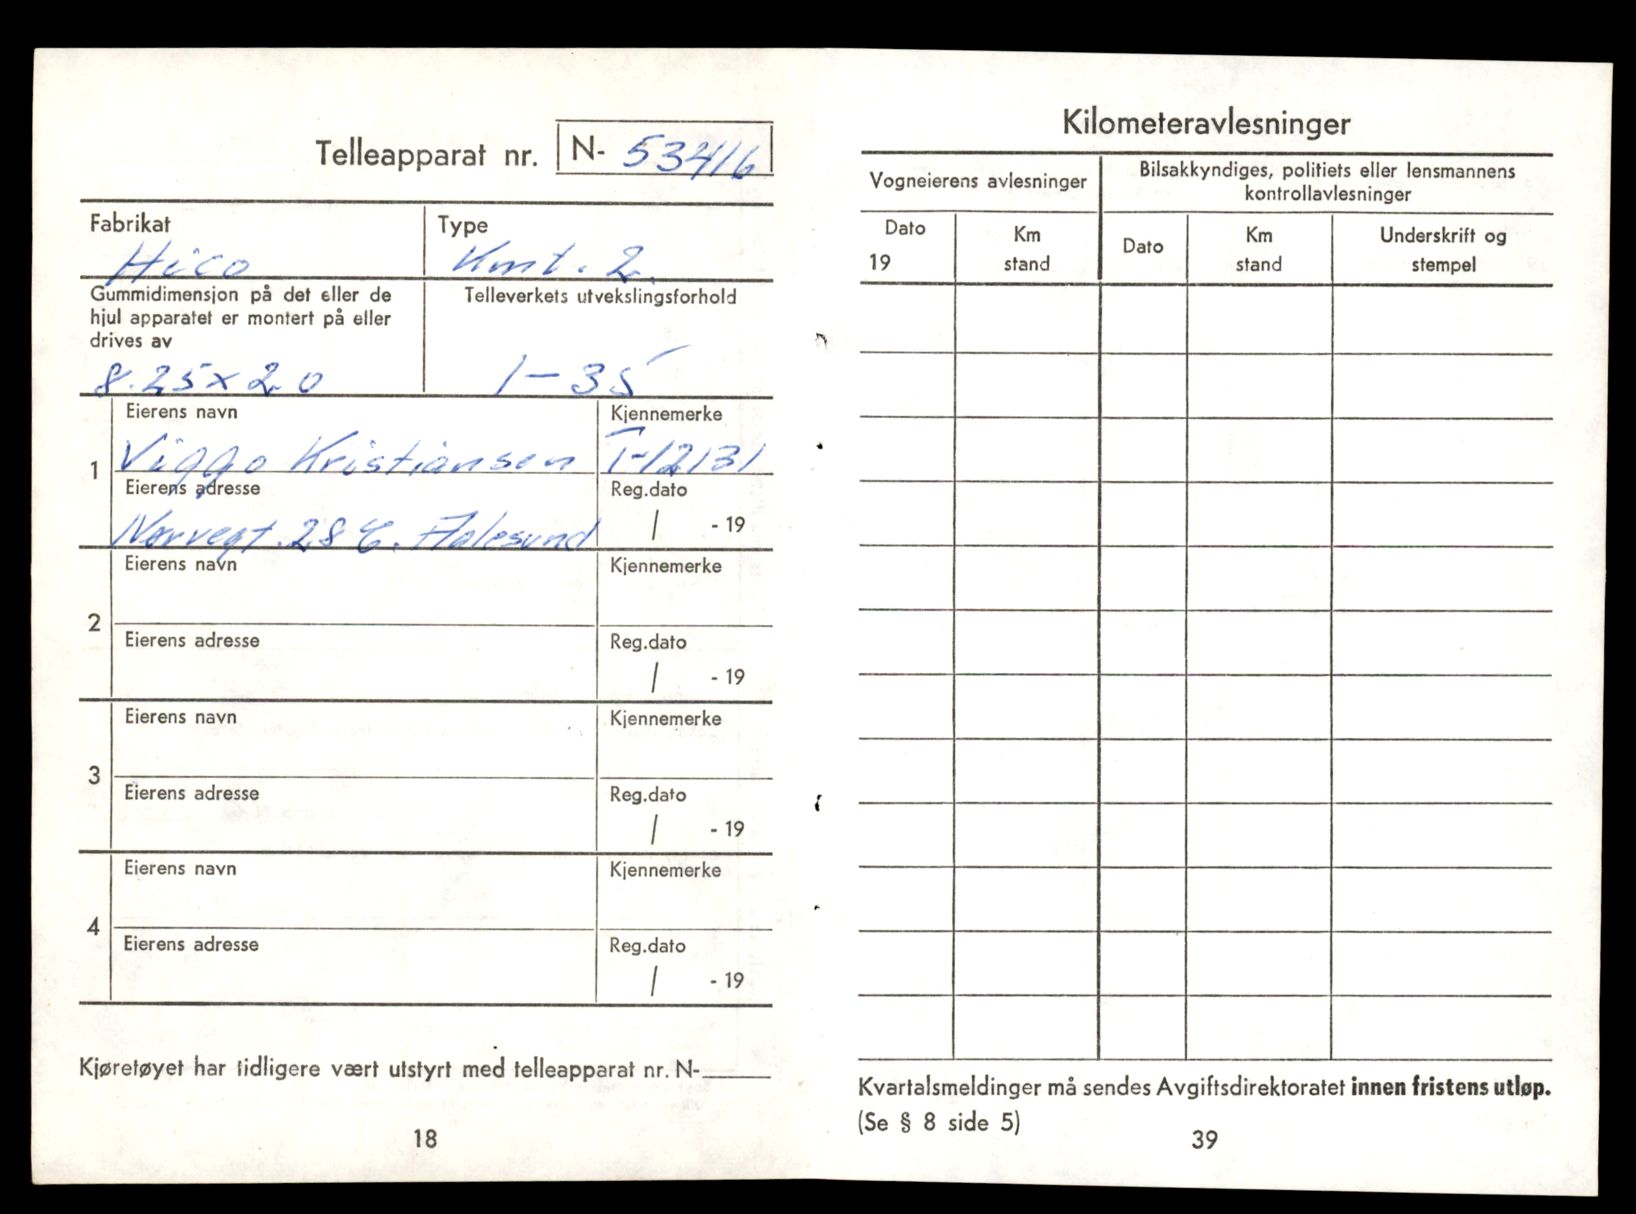 Telleapparat nr. N- 53416
Fabrikat
Hico
Type
Kmt. 2.
Gummidimensjon på det eller de
hjul apparatet er montert på eller
drives av
8.25x20
Telleverkets utvekslingsforhold
1-35
1
Eierens navn
Viggo Kristiansen
Kjennemerke
T-12131
Eierens adresse
Norvegt. 28 C. Aalesund
Reg.dato
/ - 19
2
Eierens navn
Kjennemerke
Eierens adresse
Reg.dato
/ - 19
3
Eierens navn
Kjennemerke
Eierens adresse
Reg.dato
/ - 19
4
Eierens navn
Kjennemerke
Eierens adresse
Reg.dato
/ - 19
Kjøretøyet har tidligere vært utstyrt med telleapparat nr. N-
18
Kilometeravlesninger
Vogneierens avlesninger
Bilsakkyndiges, politiets eller lensmannens
kontrollavlesninger
Dato
19
Km
stand
Dato
Km
stand
Underskrift og
stempel
Kvartalsmeldinger må sendes Avgiftsdirektoratet innen fristens utløp.
(Se § 8 side 5)
39